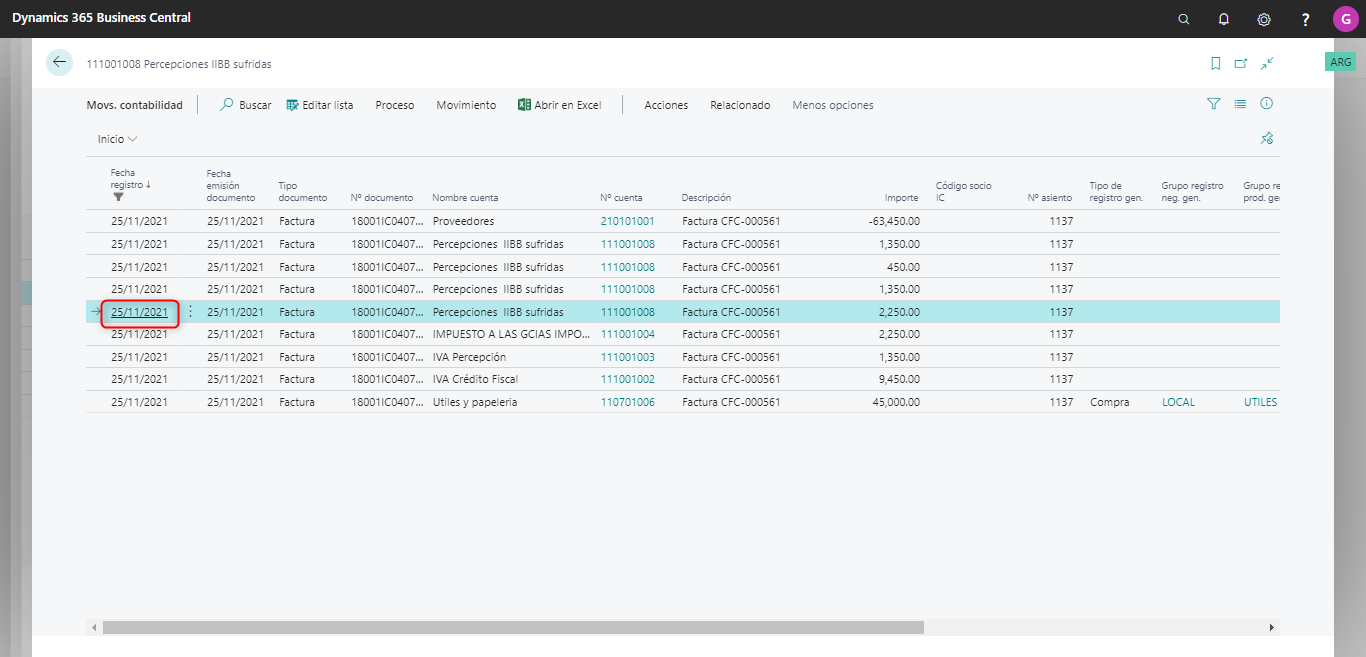 Dynamics 365 Business Central
?
G
111001008 Percepciones IIBB sufridas
ARG
Movs. contabilidad Buscar Editar lista Proceso Movimiento Abrir en Excel Acciones Relacionado Menos opciones
Inicio
Fecha registro ↓ Fecha emisión documento Tipo documento Nº documento Nombre cuenta Nº cuenta Descripción Importe Código socio IC Nº asiento Tipo de registro gen. Grupo registro neg. gen. Grupo re prod. ge
25/11/2021 25/11/2021 Factura 18001IC0407... Proveedores 210101001 Factura CFC-000561 -63,450.00 1137
25/11/2021 25/11/2021 Factura 18001IC0407... Percepciones IIBB sufridas 111001008 Factura CFC-000561 1,350.00 1137
25/11/2021 25/11/2021 Factura 18001IC0407... Percepciones IIBB sufridas 111001008 Factura CFC-000561 450.00 1137
25/11/2021 25/11/2021 Factura 18001IC0407... Percepciones IIBB sufridas 111001008 Factura CFC-000561 1,350.00 1137
25/11/2021 25/11/2021 Factura 18001IC0407... Percepciones IIBB sufridas 111001008 Factura CFC-000561 2,250.00 1137
25/11/2021 25/11/2021 Factura 18001IC0407... IMPUESTO A LAS GCIAS IMPO... 111001004 Factura CFC-000561 2,250.00 1137
25/11/2021 25/11/2021 Factura 18001IC0407... IVA Percepción 111001003 Factura CFC-000561 1,350.00 1137
25/11/2021 25/11/2021 Factura 18001IC0407... IVA Crédito Fiscal 111001002 Factura CFC-000561 9,450.00 1137
25/11/2021 25/11/2021 Factura 18001IC0407... Utiles y papeleria 110701006 Factura CFC-000561 45,000.00 1137 Compra LOCAL UTILES